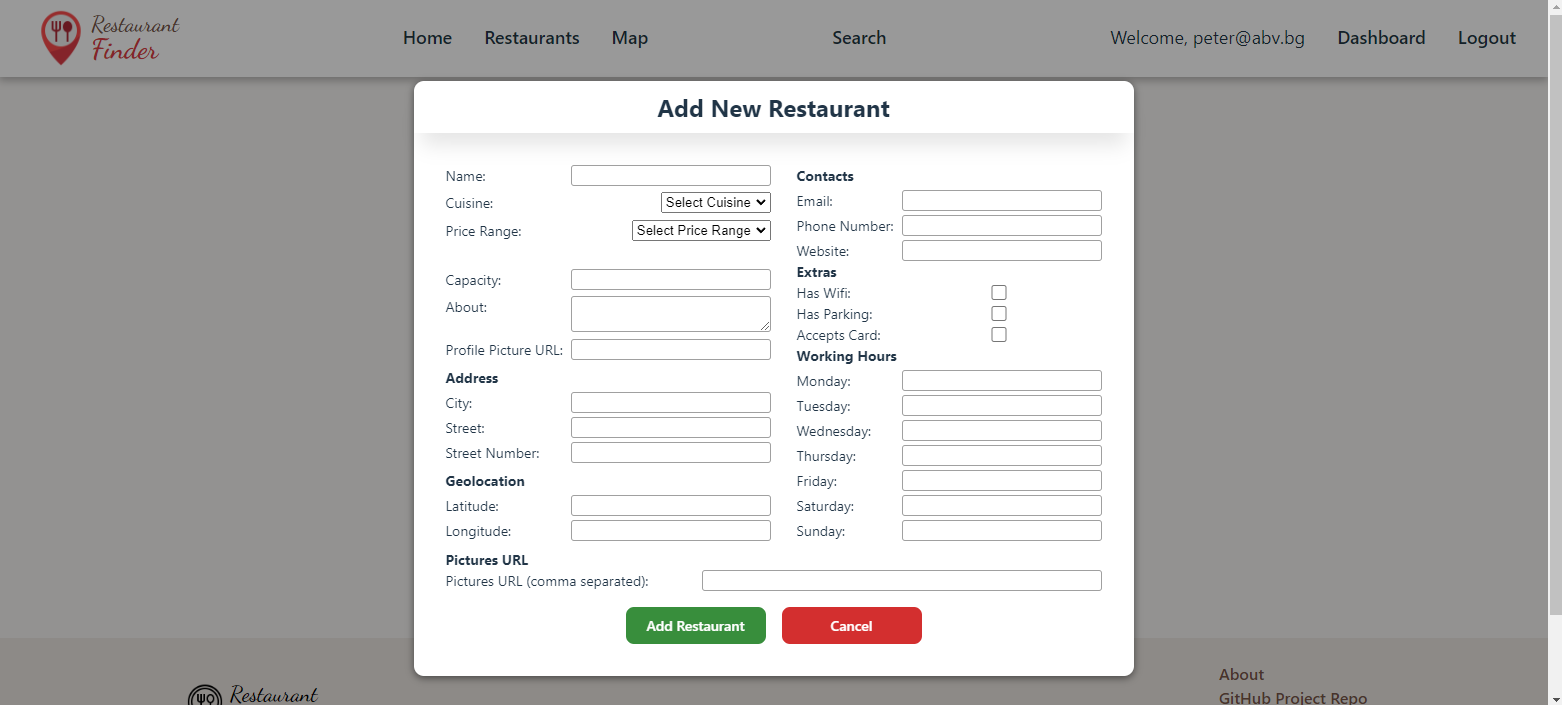 Restaurant
Finder
Home
Restaurants
Map
Search
Welcome, peter@abv.bg
Dashboard
Logout
Add New Restaurant
Name:
Cuisine:
Select Cuisine
Price Range:
Select Price Range
Capacity:
About:
Profile Picture URL:
Address
City:
Street:
Street Number:
Geolocation
Latitude:
Longitude:
Contacts
Email:
Phone Number:
Website:
Extras
Has Wifi:
Has Parking:
Accepts Card:
Working Hours
Monday:
Tuesday:
Wednesday:
Thursday:
Friday:
Saturday:
Sunday:
Pictures URL
Pictures URL (comma separated):
Add Restaurant
Cancel
Restaurant
About
GitHub Project Repo